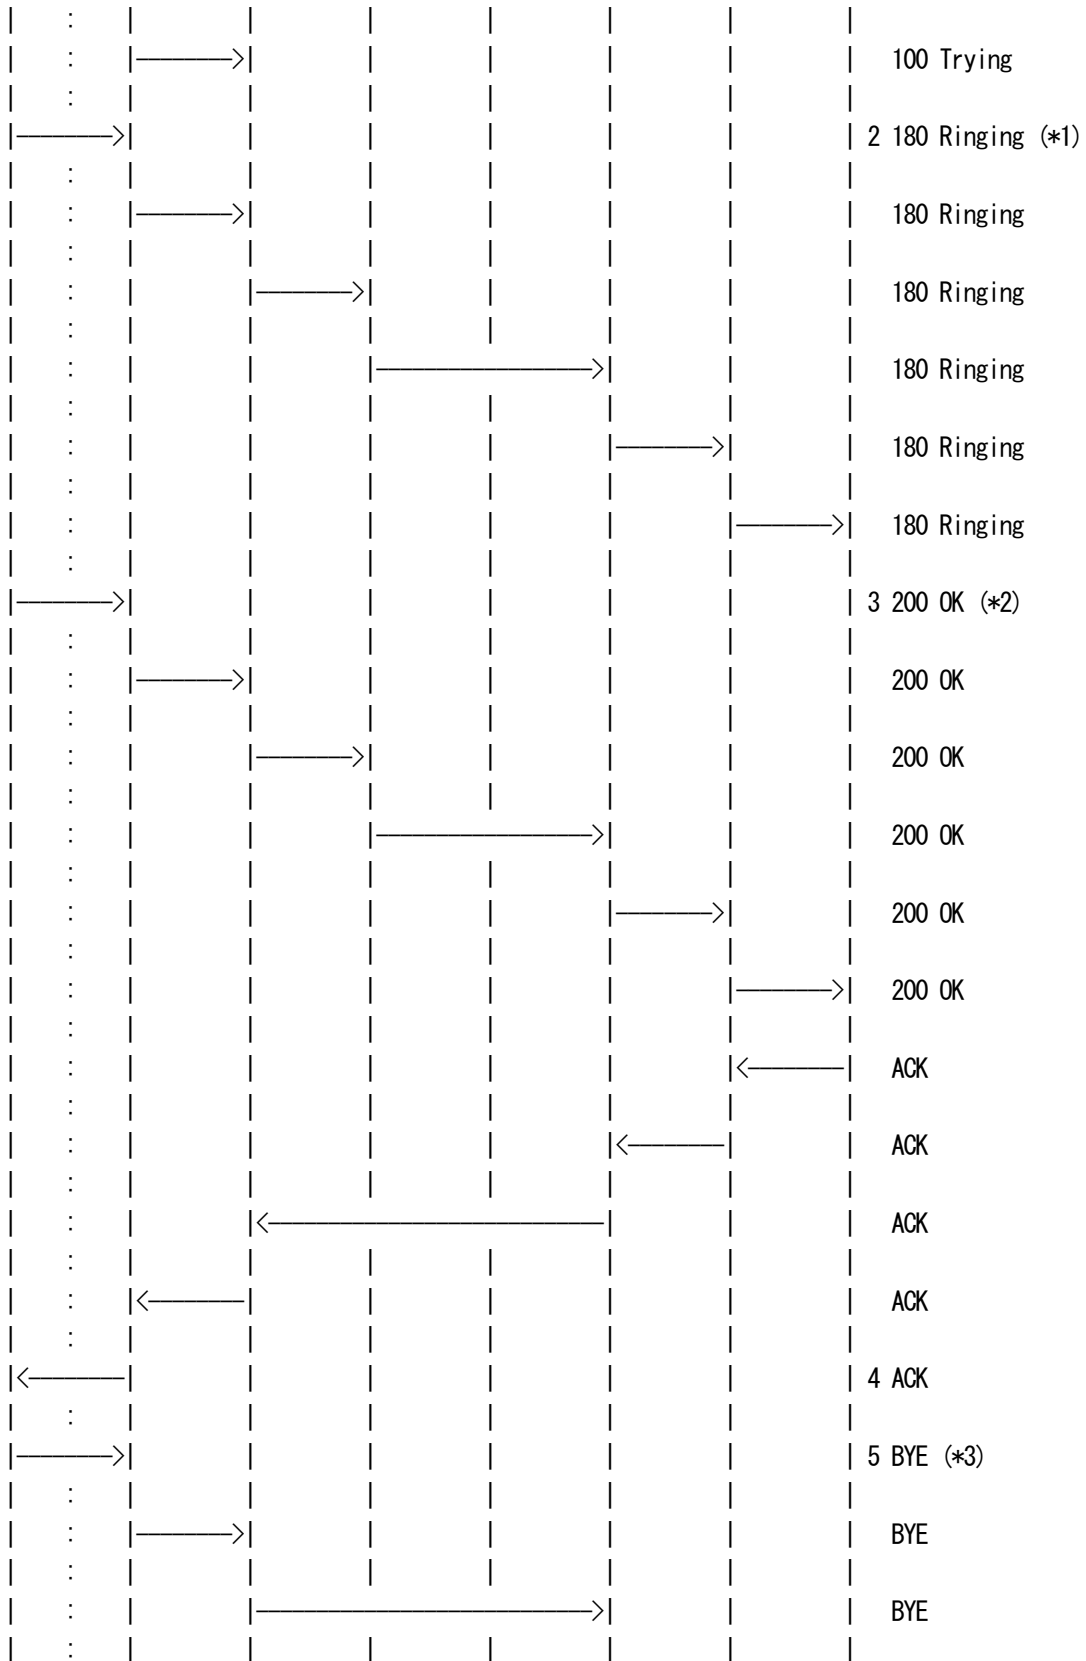 100 Trying
2 180 Ringing (*1)
180 Ringing
180 Ringing
180 Ringing
180 Ringing
180 Ringing
3 200 OK (*2)
200 OK
200 OK
200 OK
200 OK
200 OK
ACK
ACK
ACK
ACK
4 ACK
5 BYE (*3)
BYE
BYE